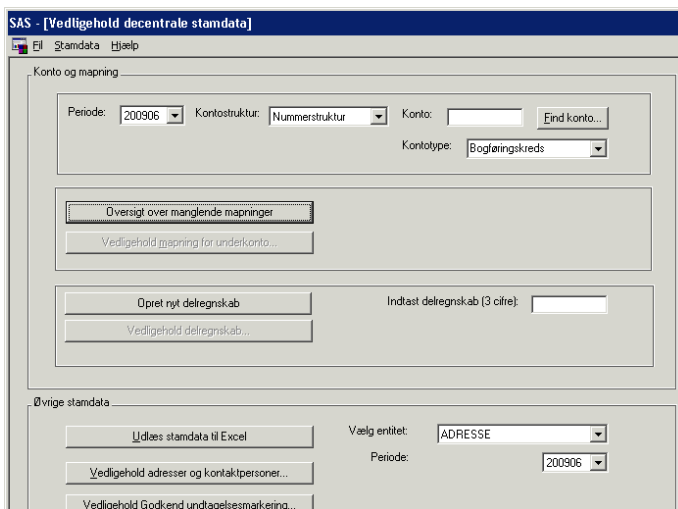 SAS - [Vedligehold decentrale stamdata]
Fil Stamdata Hjælp
Konto og mapning
Periode: 200906 Kontostruktur: Nummerstruktur Konto: Find konto...
Kontotype: Bogføringskreds
Oversigt over manglende mapninger
Vedligehold mapning for underkonto...
Opret nyt delregnskab Indtast delregnskab (3 cifre):
Vedligehold delregnskab...
Øvrige stamdata
Udlæs stamdata til Excel Vælg entitet: ADRESSE
Periode: 200906
Vedligehold adresser og kontaktpersoner...
Vedligehold Godkend undtagelsesmarkering...